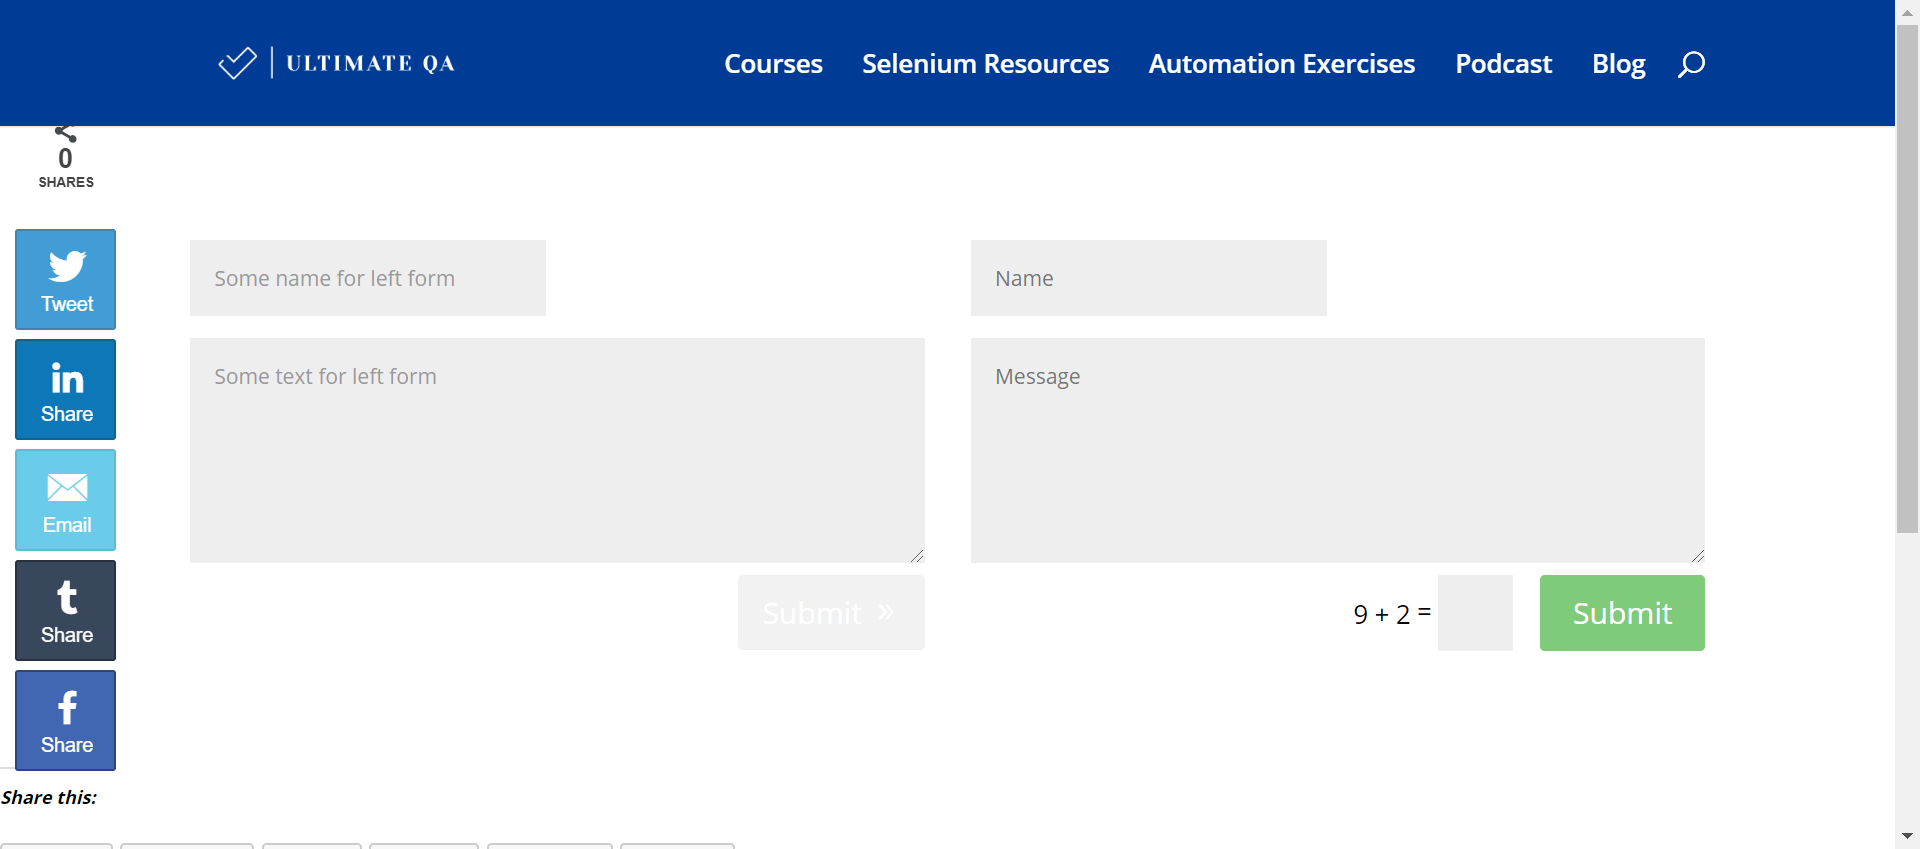 ULTIMATE QA
Courses Selenium Resources Automation Exercises Podcast Blog
0
SHARES
Tweet
Share
Email
Share
Share
Some name for left form
Some text for left form
Submit »
Name
Message
9 + 2 =
Submit
Share this: